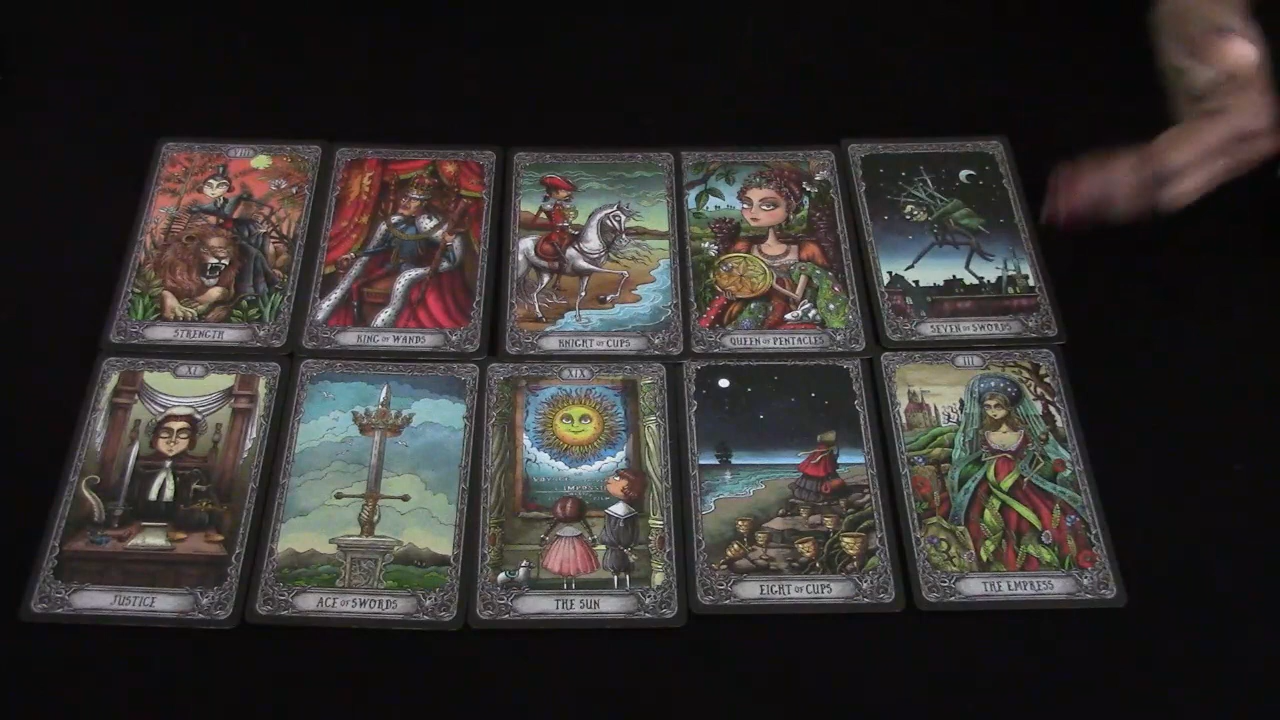 VIII
STRENGTH
KING OF WANDS
KNIGHT OF CUPS
QUEEN OF PENTACLES
SEVEN OF SWORDS
XI
JUSTICE
ACE OF SWORDS
XIX
THE SUN
EIGHT OF CUPS
III
THE EMPRESS